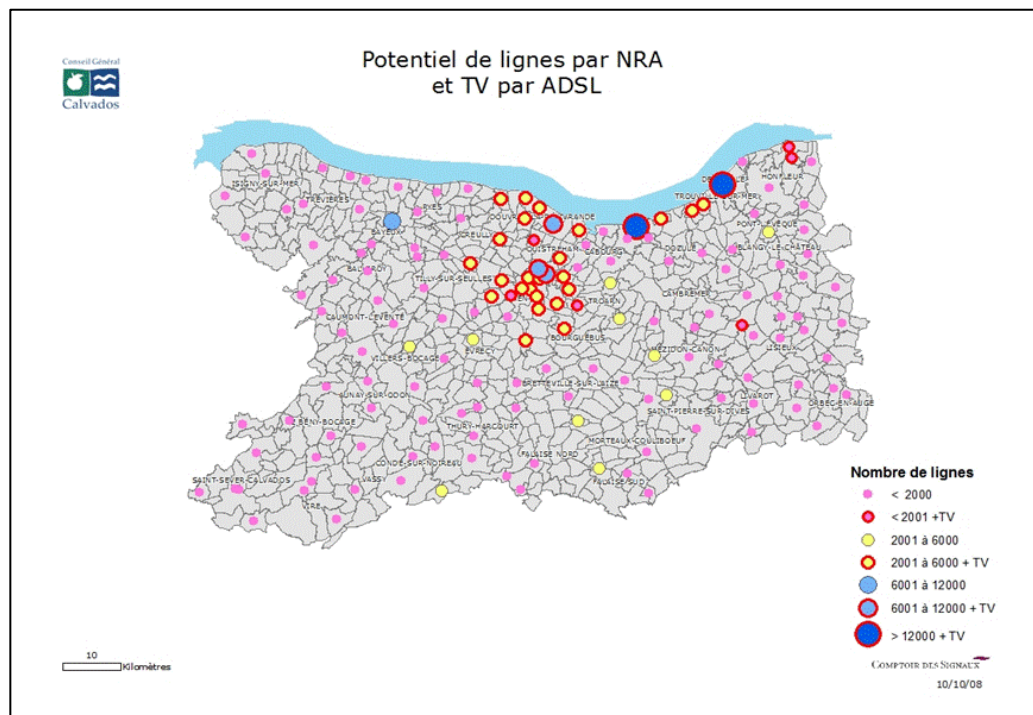 Conseil Général
Calvados
Potentiel de lignes par NRA
et TV par ADSL
HONFLEUR
TROUVILLE-SUR-MER
ISIGNY-SUR-MER
TREVIERES
RYES
CREULLY
OUISTREHAM
CABOURG
DOZULE
PONT-L'EVEQUE
BLANGY-LE-CHATEAU
BAYEUX
BALLEROY
TILLY-SUR-SEULLES
TROARN
CAMBREMER
CAUMONT-L'EVENTE
BOURGUEBUS
LISIEUX
MEZIDON-CANON
VILLERS-BOCAGE
EVRECY
BRETTEVILLE-SUR-LAIZE
AUNAY-SUR-ODON
LIVAROT
ORBEC-EN-AUGE
SAINT-PIERRE-SUR-DIVES
THURY-HARCOURT
MORTEAUX-COULIBOEUF
FALAISE NORD
CONDE-SUR-NOIREAU
FALAISE-SUD
SAINT-SEVER-CALVADOS
VASSY
VIRE
Nombre de lignes
< 2000
<2001 +TV
2001 à 6000
2001 à 6000 + TV
6001 à 12000
6001 à 12000 + TV
> 12000 + TV
10
Kilomètres
COMPTOIR DES SIGNAUX
10/10/08